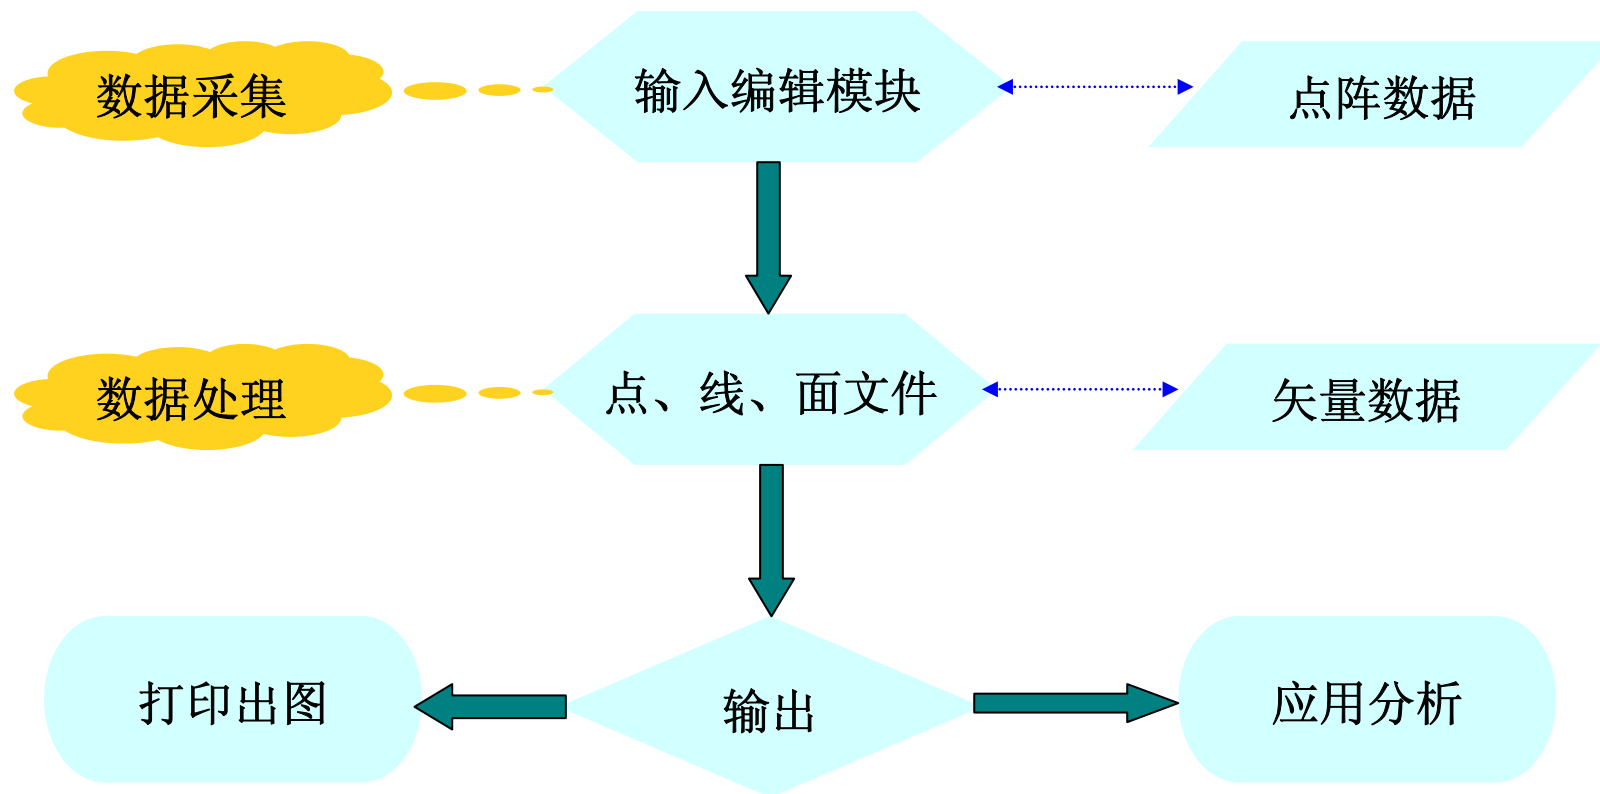 数据采集
输入编辑模块
点阵数据
数据处理
点、线、面文件
矢量数据
打印出图
输出
应用分析